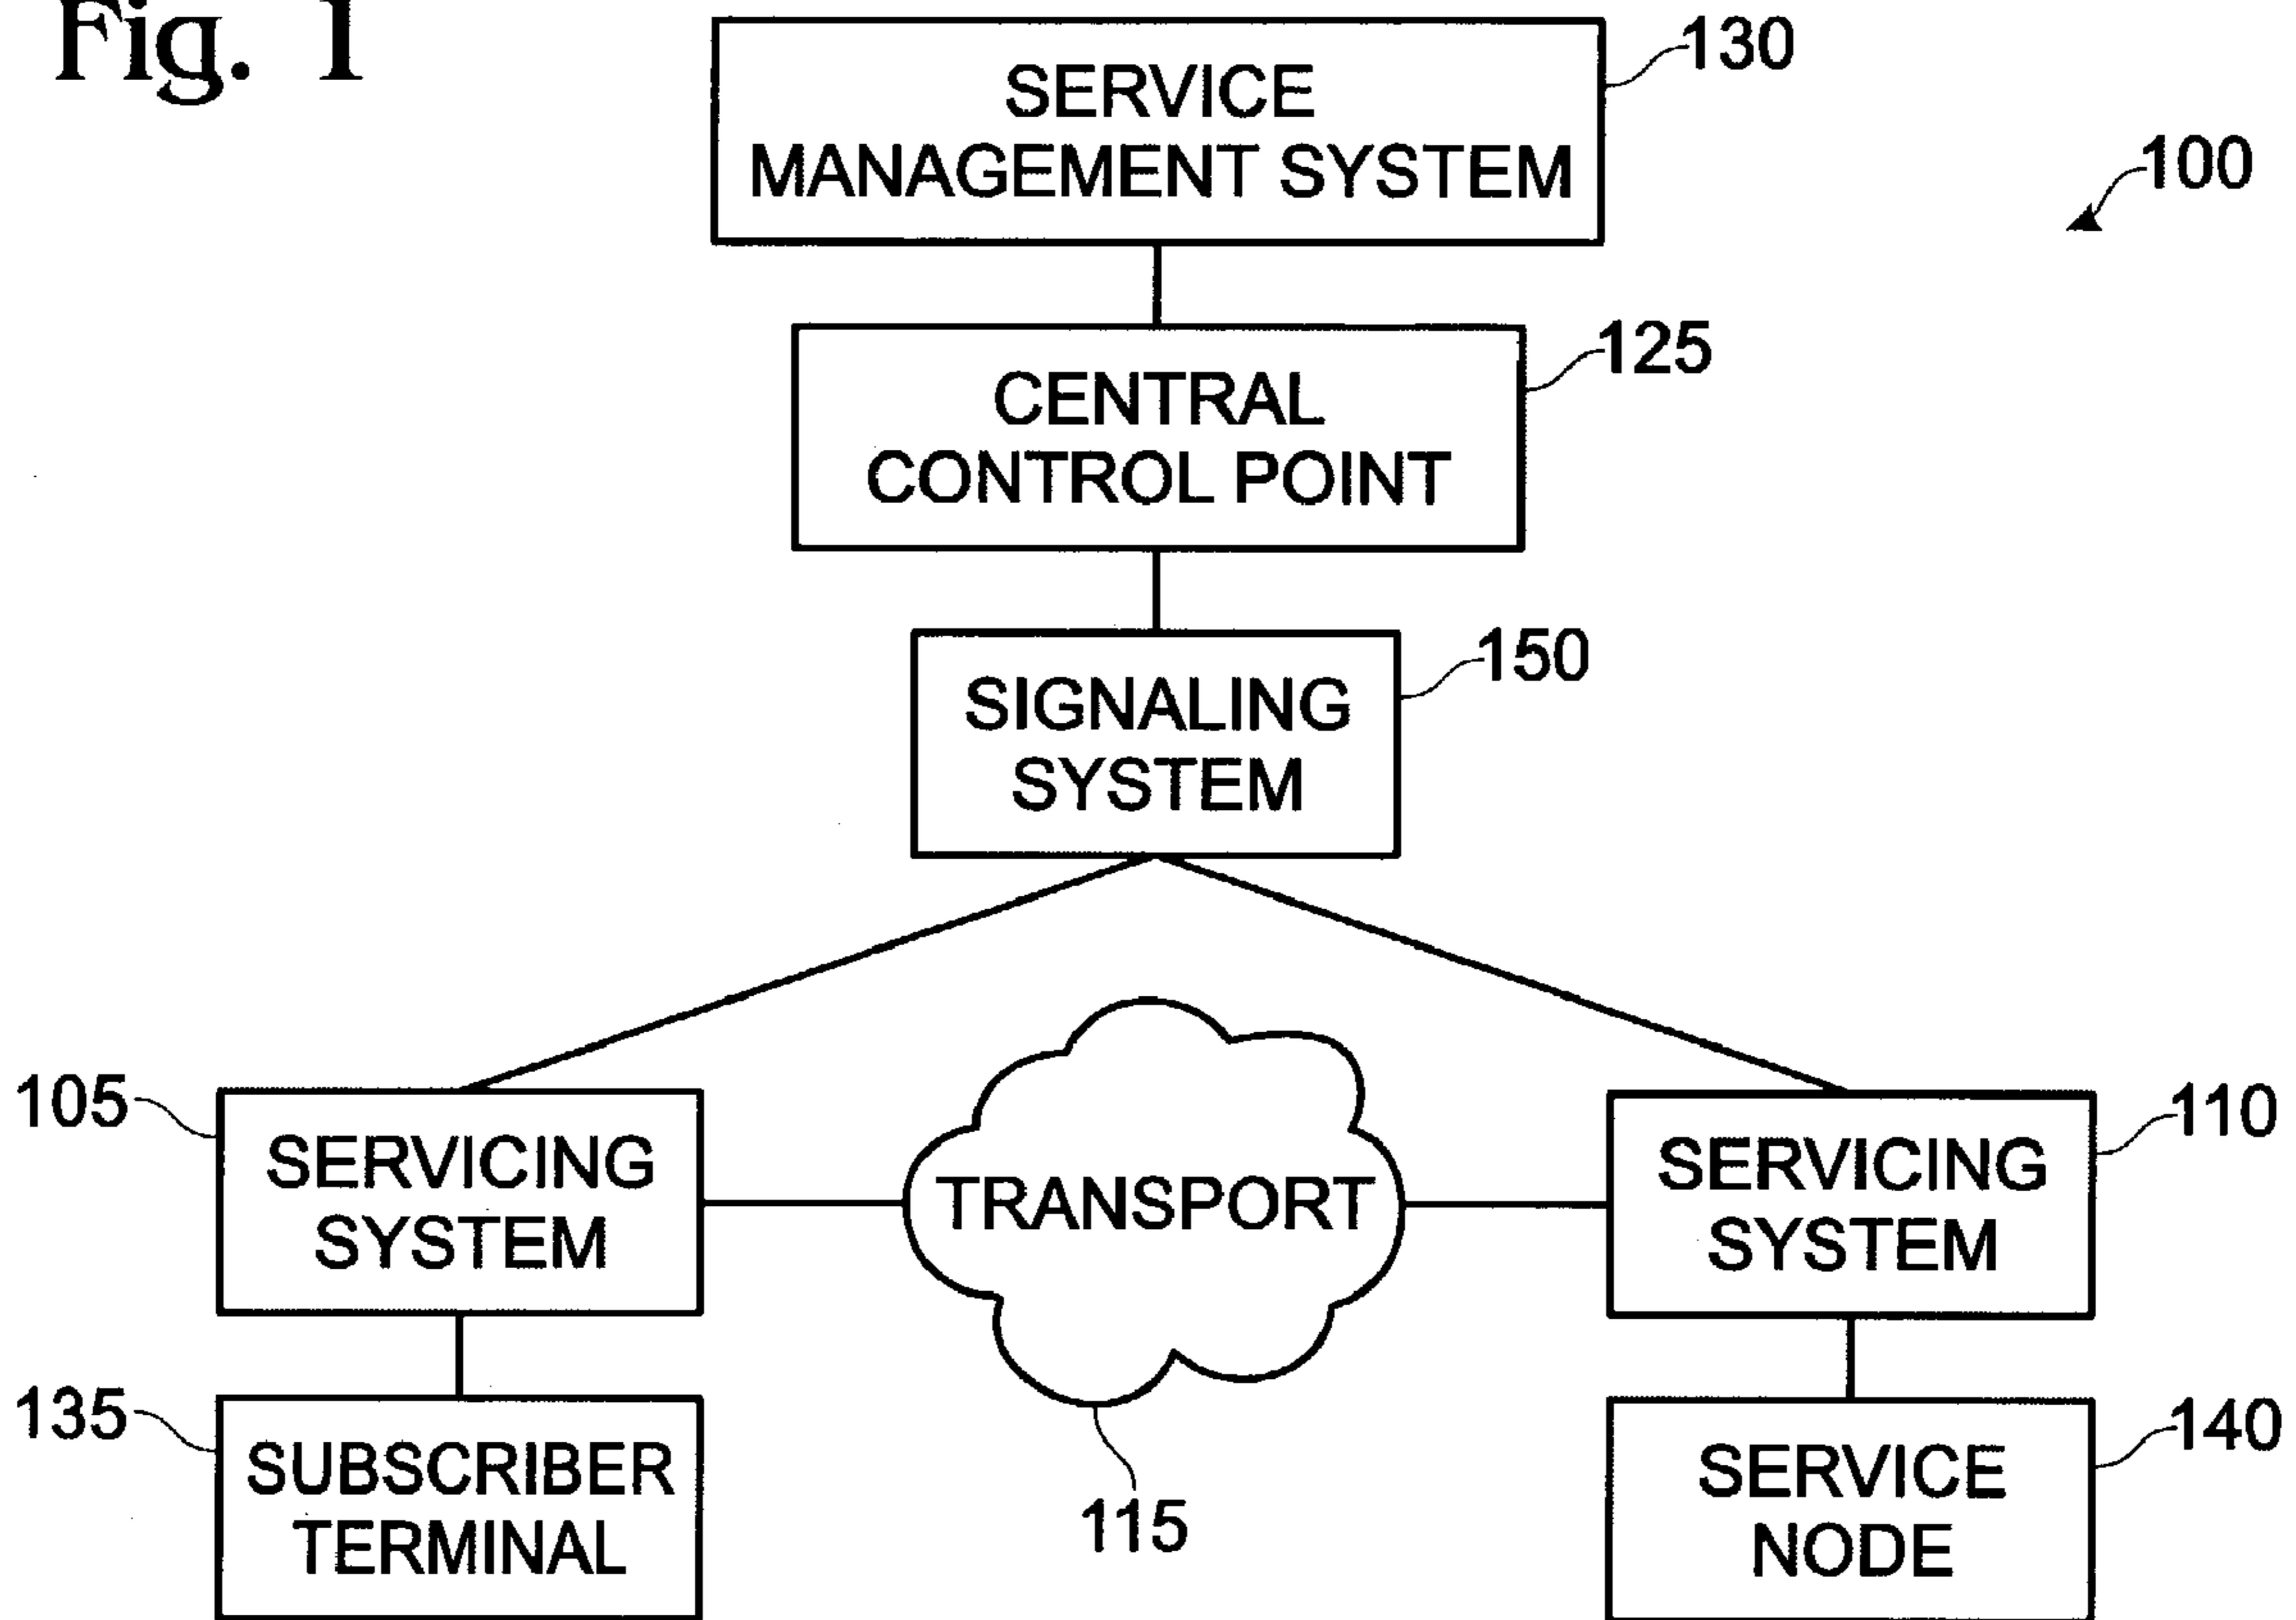 Fig. 1
130
SERVICE
MANAGEMENT SYSTEM
100
125
CENTRAL
CONTROL POINT
150
SIGNALING
SYSTEM
105
SERVICING
SYSTEM
TRANSPORT
110
SERVICING
SYSTEM
135
SUBSCRIBER
TERMINAL
115
140
SERVICE
NODE